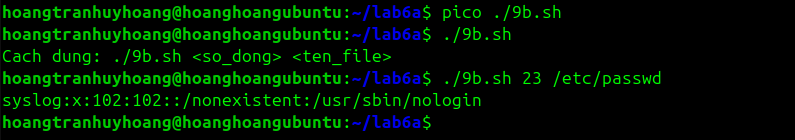 hoangtranhuyhoang@hoanghoangubuntu:~/lab6a$ pico ./9b.sh
hoangtranhuyhoang@hoanghoangubuntu:~/lab6a$ ./9b.sh
Cach dung: ./9b.sh <so_dong> <ten_file>
hoangtranhuyhoang@hoanghoangubuntu:~/lab6a$ ./9b.sh 23 /etc/passwd
syslog:x:102:102::/nonexistent:/usr/sbin/nologin
hoangtranhuyhoang@hoanghoangubuntu:~/lab6a$